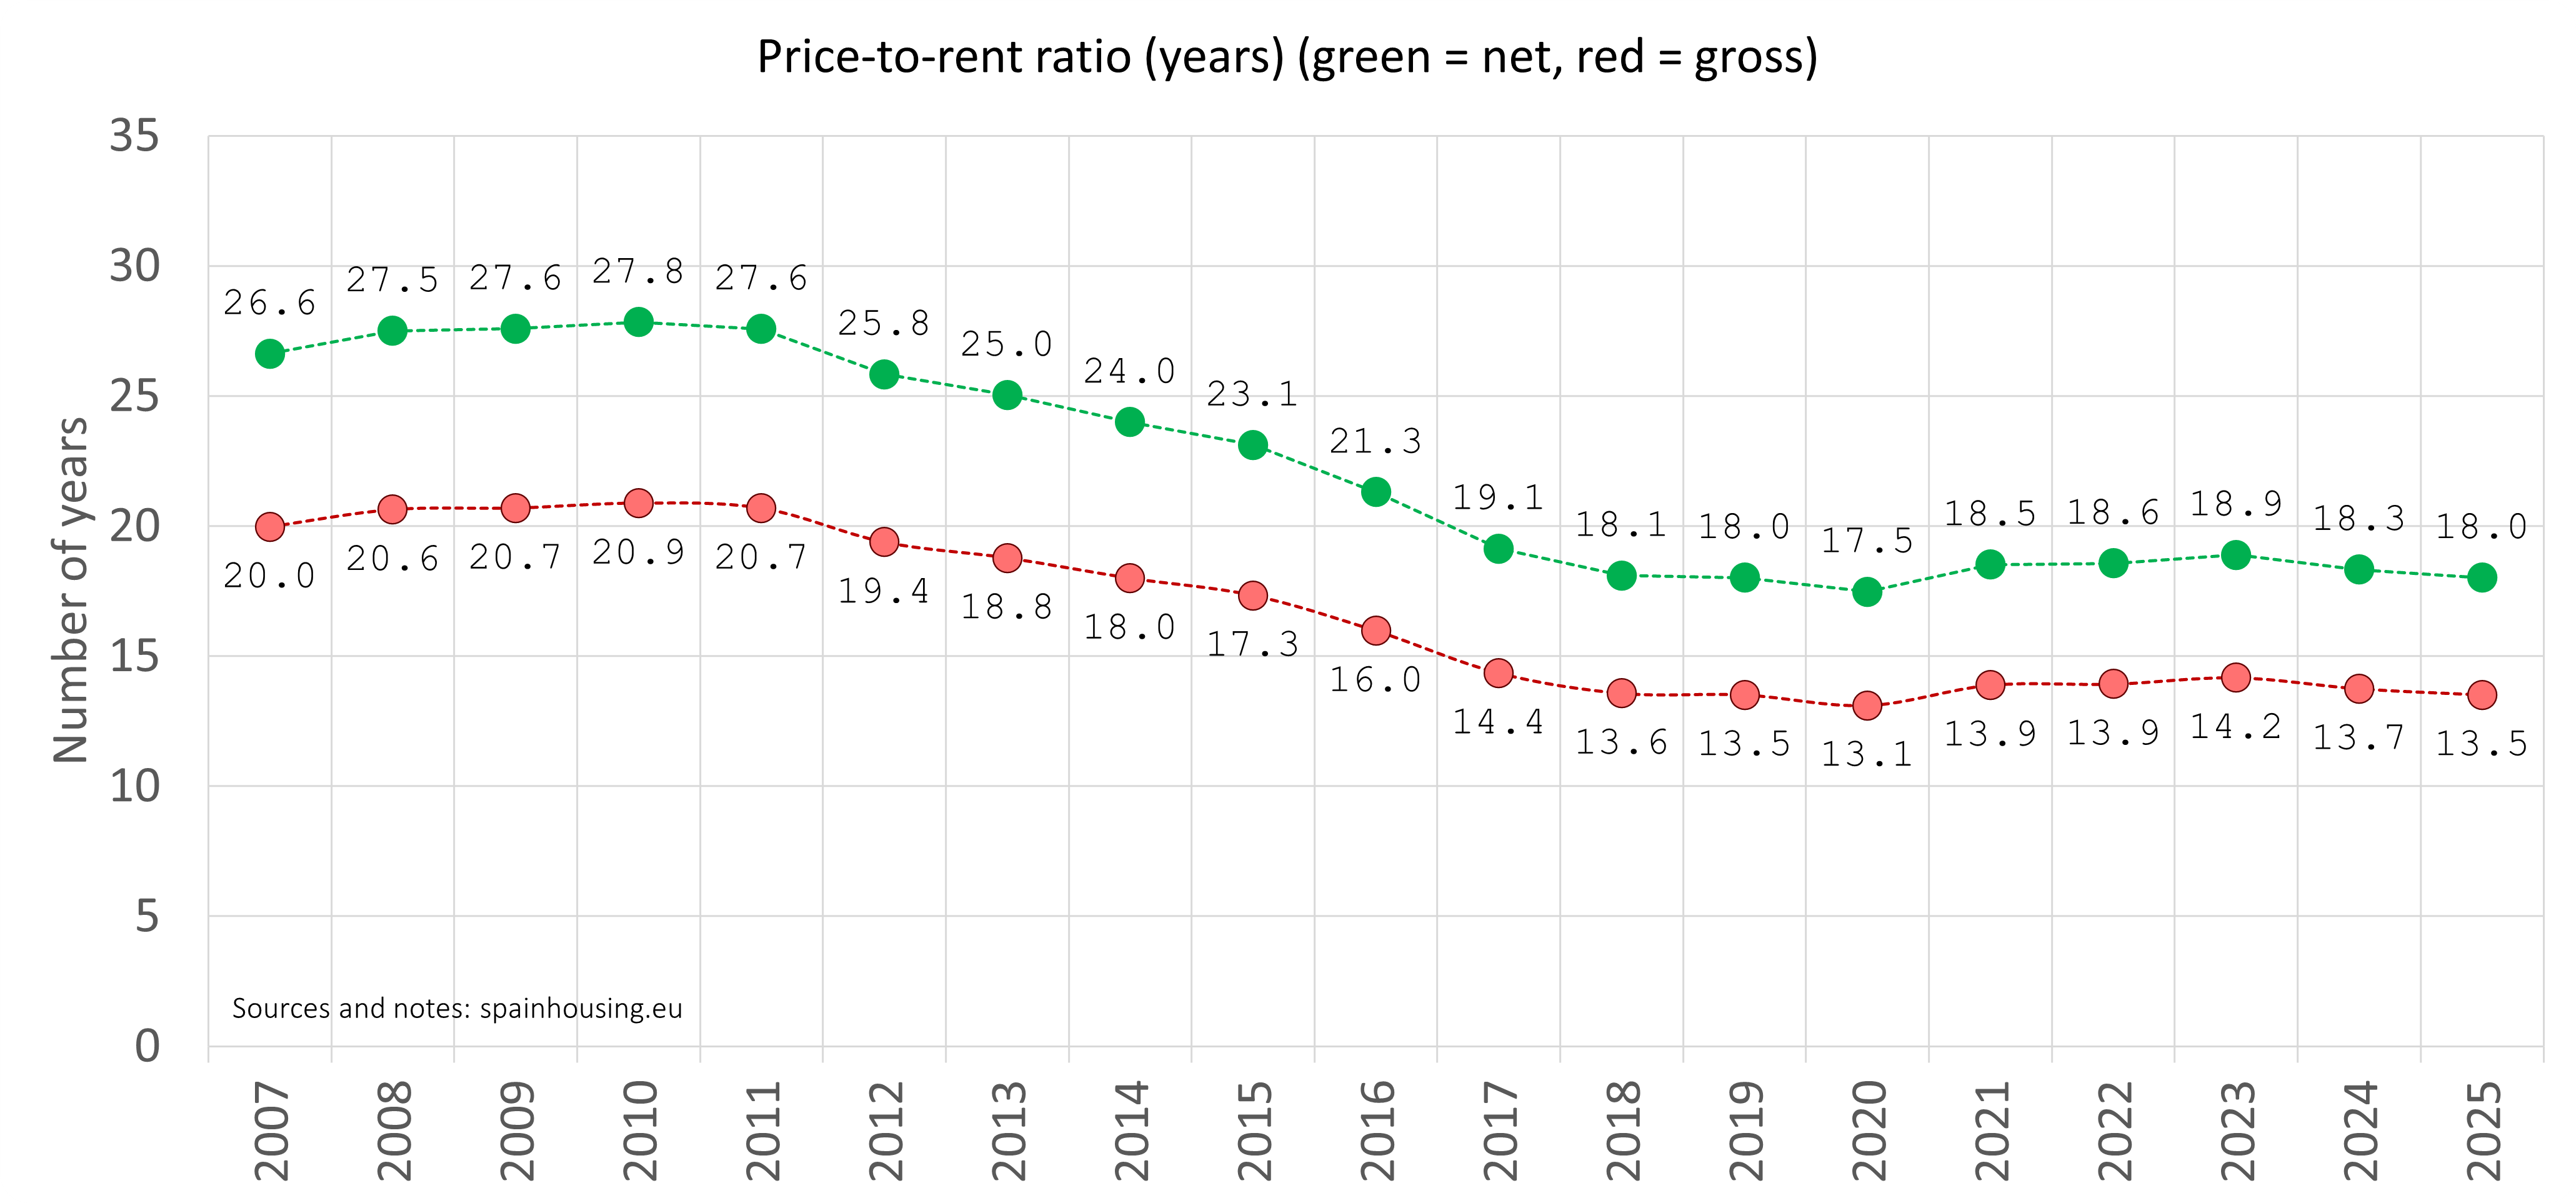 Price-to-rent ratio (years) (green = net, red = gross)
Number of years
35
30
25
20
15
10
5
0
26.6 27.5 27.6 27.8 27.6 25.8 25.0 24.0 23.1 21.3 19.1 18.1 18.0 17.5 18.5 18.6 18.9 18.3 18.0
20.0 20.6 20.7 20.9 20.7 19.4 18.8 18.0 17.3 16.0 14.4 13.6 13.5 13.1 13.9 13.9 14.2 13.7 13.5
Sources and notes: spainhousing.eu
2007 2008 2009 2010 2011 2012 2013 2014 2015 2016 2017 2018 2019 2020 2021 2022 2023 2024 2025